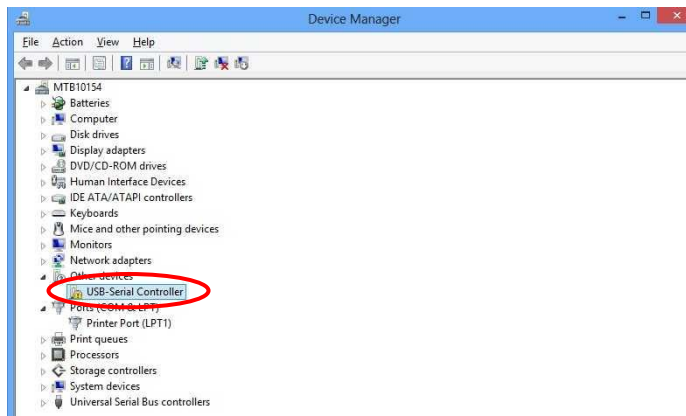 Device Manager
File Action View Help
MTB10154
Batteries
Computer
Disk drives
Display adapters
DVD/CD-ROM drives
Human Interface Devices
IDE ATA/ATAPI controllers
Keyboards
Mice and other pointing devices
Monitors
Network adapters
Other devices
USB-Serial Controller
Ports (COM & LPT)
Printer Port (LPT1)
Print queues
Processors
Storage controllers
System devices
Universal Serial Bus controllers